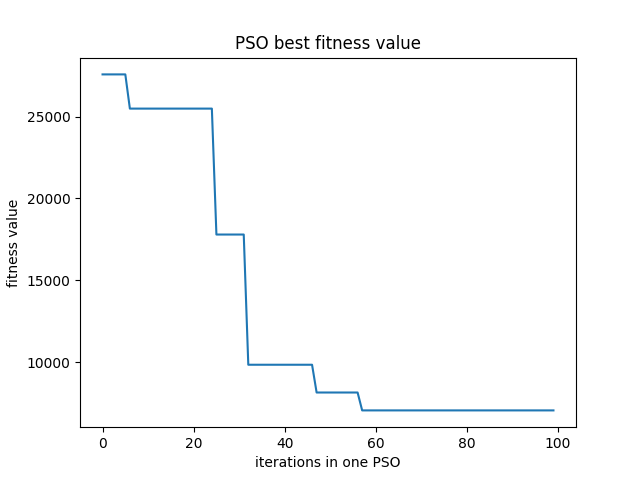 PSO best fitness value
fitness value
25000
20000
15000
10000
0 20 40 60 80 100
iterations in one PSO